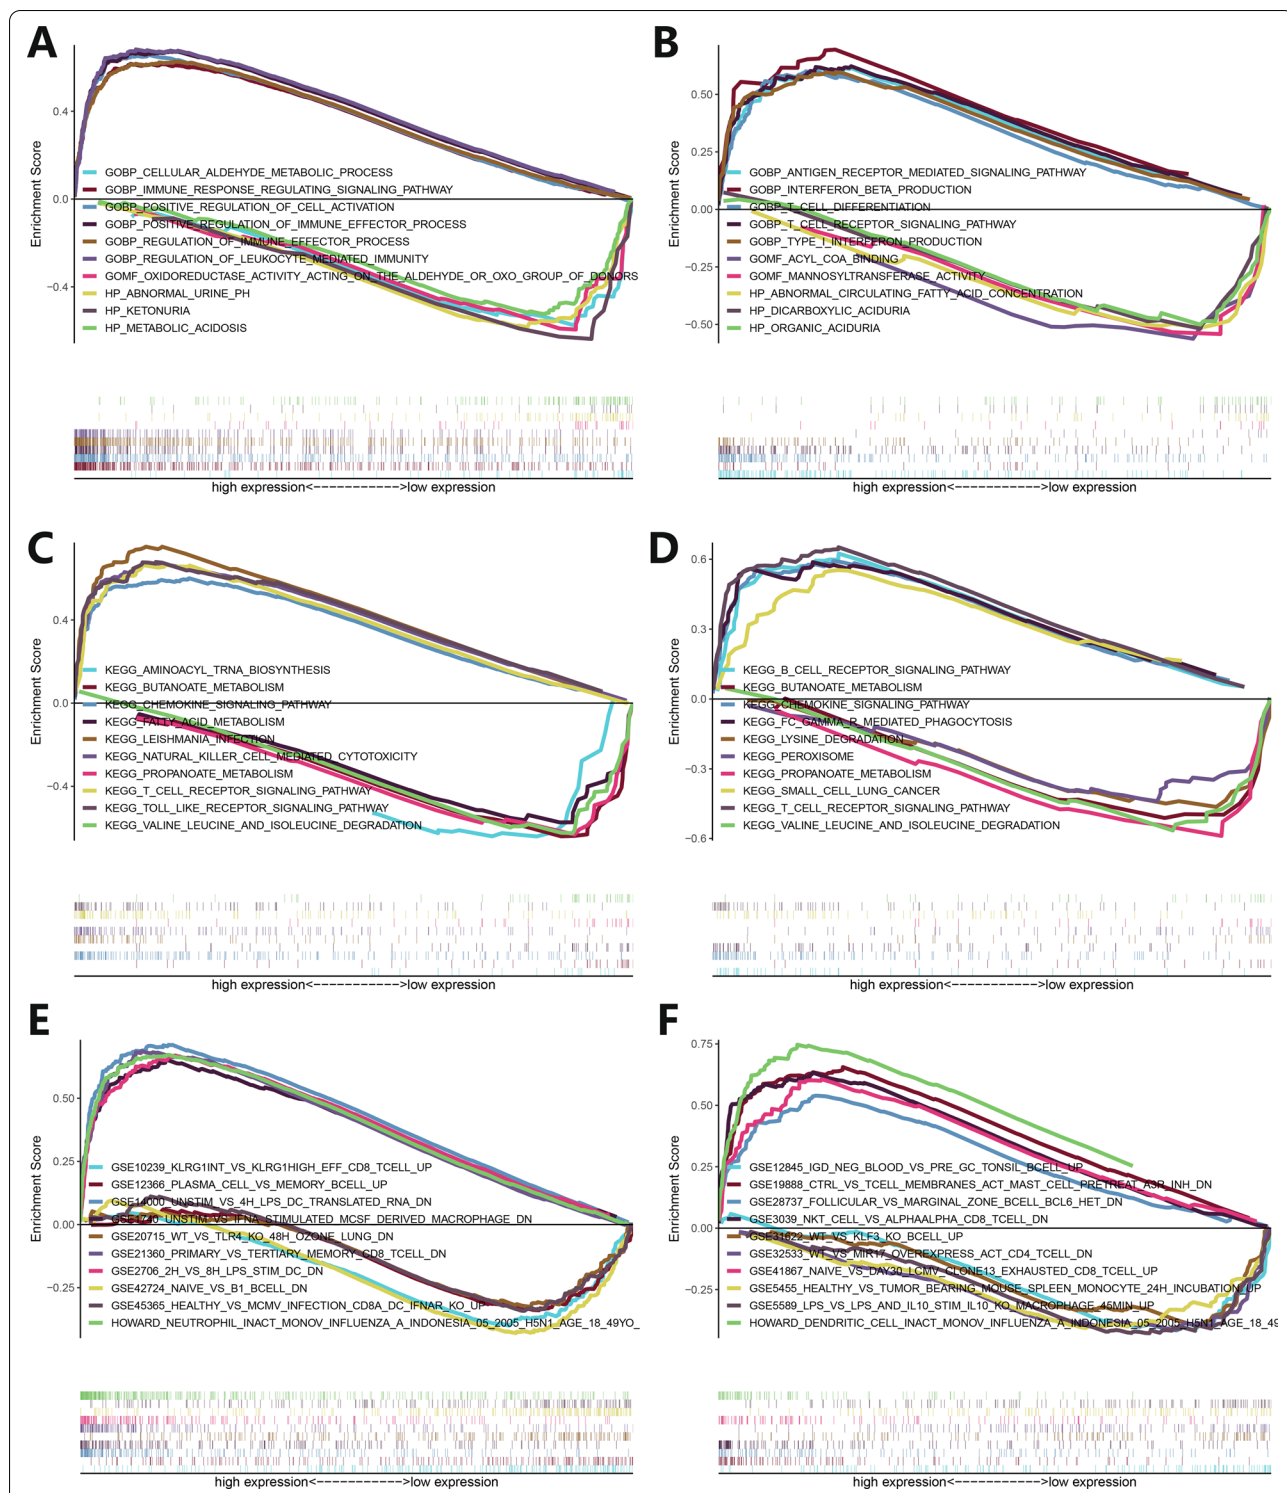 A
Enrichment Score
0.4
0.0
−0.4
GOBP_CELLULAR_ALDEHYDE_METABOLIC_PROCESS
GOBP_IMMUNE_RESPONSE_REGULATING_SIGNALING_PATHWAY
GOBP_POSITIVE_REGULATION_OF_CELL_ACTIVATION
GOBP_POSITIVE_REGULATION_OF_IMMUNE_EFFECTOR_PROCESS
GOBP_REGULATION_OF_IMMUNE_EFFECTOR_PROCESS
GOBP_REGULATION_OF_LEUKOCYTE_MEDIATED_IMMUNITY
GOMF_OXIDOREDUCTASE_ACTIVITY_ACTING_ON_THE_ALDEHYDE_OR_OXO_GROUP_OF_DONORS
HP_ABNORMAL_URINE_PH
HP_KETONURIA
HP_METABOLIC_ACIDOSIS
high expression<------------>low expression
B
Enrichment Score
0.50
0.25
0.00
−0.25
−0.50
GOBP_ANTIGEN_RECEPTOR_MEDIATED_SIGNALING_PATHWAY
GOBP_INTERFERON_BETA_PRODUCTION
GOBP_T_CELL_DIFFERENTIATION
GOBP_T_CELL_RECEPTOR_SIGNALING_PATHWAY
GOBP_TYPE_I_INTERFERON_PRODUCTION
GOMF_ACYL_COA_BINDING
GOMF_MANNOSYLTRANSFERASE_ACTIVITY
HP_ABNORMAL_CIRCULATING_FATTY_ACID_CONCENTRATION
HP_DICARBOXYLIC_ACIDURIA
HP_ORGANIC_ACIDURIA
high expression<------------>low expression
C
Enrichment Score
0.4
0.0
−0.4
KEGG_AMINOACYL_TRNA_BIOSYNTHESIS
KEGG_BUTANOATE_METABOLISM
KEGG_CHEMOKINE_SIGNALING_PATHWAY
KEGG_FATTY_ACID_METABOLISM
KEGG_LEISHMANIA_INFECTION
KEGG_NATURAL_KILLER_CELL_MEDIATED_CYTOTOXICITY
KEGG_PROPANOATE_METABOLISM
KEGG_T_CELL_RECEPTOR_SIGNALING_PATHWAY
KEGG_TOLL_LIKE_RECEPTOR_SIGNALING_PATHWAY
KEGG_VALINE_LEUCINE_AND_ISOLEUCINE_DEGRADATION
high expression<------------>low expression
D
Enrichment Score
0.6
0.3
0.0
−0.3
−0.6
KEGG_B_CELL_RECEPTOR_SIGNALING_PATHWAY
KEGG_BUTANOATE_METABOLISM
KEGG_CHEMOKINE_SIGNALING_PATHWAY
KEGG_FC_GAMMA_R_MEDIATED_PHAGOCYTOSIS
KEGG_LYSINE_DEGRADATION
KEGG_PEROXISOME
KEGG_PROPANOATE_METABOLISM
KEGG_SMALL_CELL_LUNG_CANCER
KEGG_T_CELL_RECEPTOR_SIGNALING_PATHWAY
KEGG_VALINE_LEUCINE_AND_ISOLEUCINE_DEGRADATION
high expression<------------>low expression
E
Enrichment Score
0.50
0.25
0.00
−0.25
GSE10239_KLRG1INT_VS_KLRG1HIGH_EFF_CD8_TCELL_UP
GSE12366_PLASMA_CELL_VS_MEMORY_BCELL_UP
GSE14000_UNSTIM_VS_4H_LPS_DC_TRANSLATED_RNA_DN
GSE1740_UNSTIM_VS_IFNA_STIMULATED_MCSF_DERIVED_MACROPHAGE_DN
GSE20715_WT_VS_TLR4_KO_48H_OZONE_LUNG_DN
GSE21360_PRIMARY_VS_TERTIARY_MEMORY_CD8_TCELL_DN
GSE2706_2H_VS_8H_LPS_STIM_DC_DN
GSE42724_NAIVE_VS_B1_BCELL_DN
GSE45365_HEALTHY_VS_MCMV_INFECTION_CD8A_DC_IFNAR_KO_UP
HOWARD_NEUTROPHIL_INACT_MONOV_INFLUENZA_A_INDONESIA_05_2005_H5N1_AGE_18_49YO_
high expression<------------>low expression
F
Enrichment Score
0.75
0.50
0.25
0.00
−0.25
GSE12845_IGD_NEG_BLOOD_VS_PRE_GC_TONSIL_BCELL_UP
GSE19888_CTRL_VS_TCELL_MEMBRANES_ACT_MAST_CELL_PRETREAT_A3R_INH_DN
GSE28737_FOLLICULAR_VS_MARGINAL_ZONE_BCELL_BCL6_HET_DN
GSE3039_NKT_CELL_VS_ALPHAALPHA_CD8_TCELL_DN
GSE31622_WT_VS_KLF3_KO_BCELL_UP
GSE32533_WT_VS_MIR17_OVEREXPRESS_ACT_CD4_TCELL_DN
GSE41867_NAIVE_VS_DAY30_LCMV_CLONE13_EXHAUSTED_CD8_TCELL_UP
GSE5455_HEALTHY_VS_TUMOR_BEARING_MOUSE_SPLEEN_MONOCYTE_24H_INCUBATION_UP
GSE5589_LPS_VS_LPS_AND_IL10_STIM_IL10_KO_MACROPHAGE_45MIN_UP
HOWARD_DENDRITIC_CELL_INACT_MONOV_INFLUENZA_A_INDONESIA_05_2005_H5N1_AGE_18_49
high expression<------------>low expression